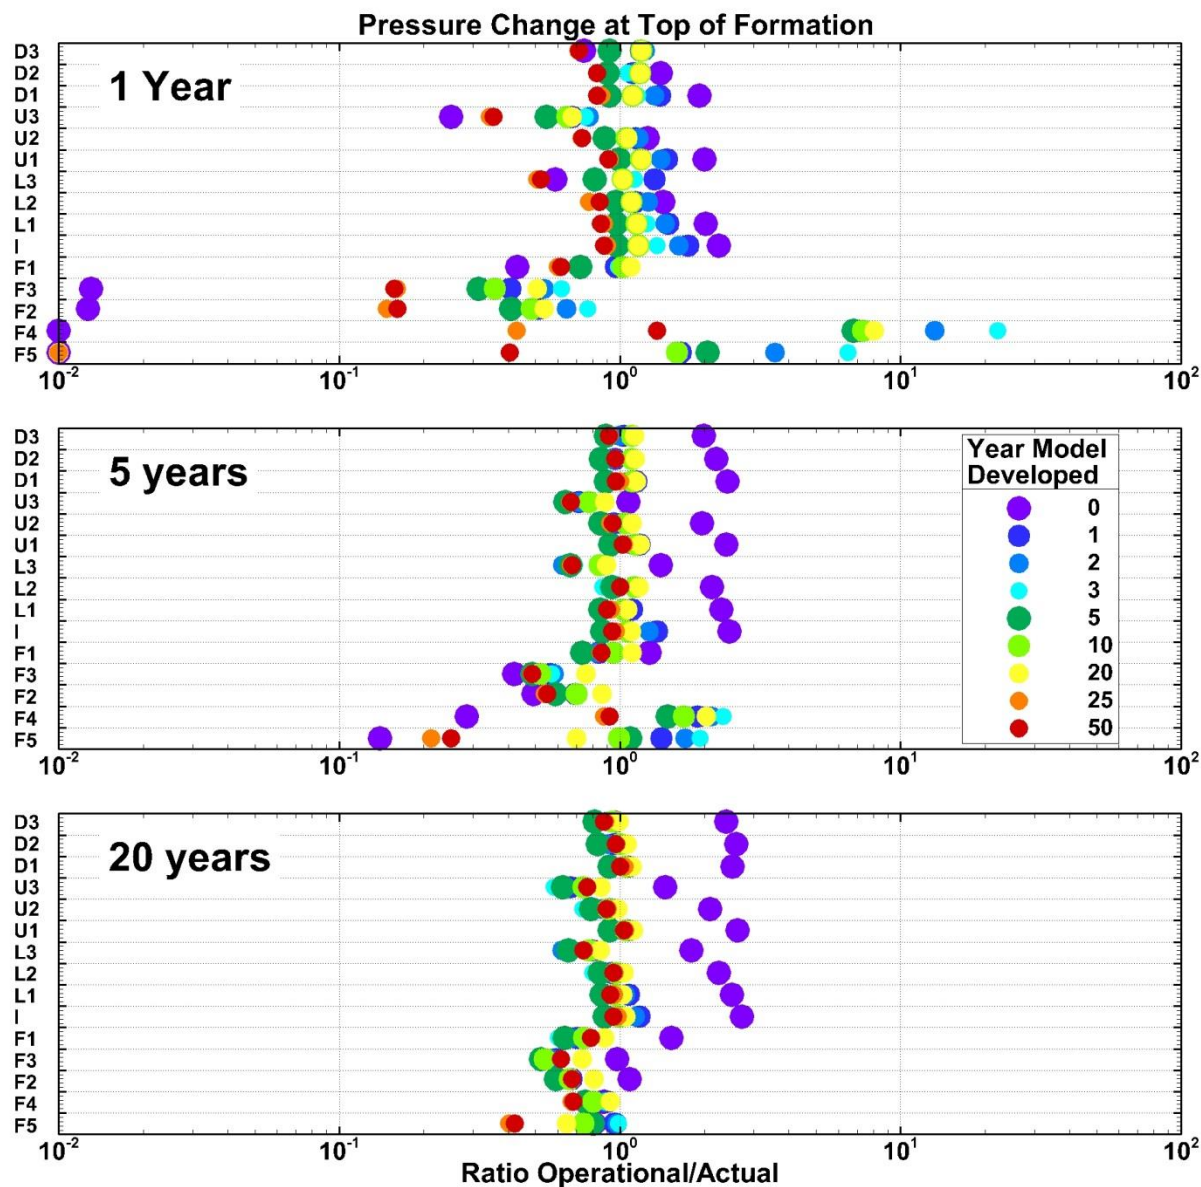 Pressure Change at Top of Formation
1 Year
D3
D2
D1
U3
U2
U1
L3
L2
L1
I
F1
F3
F2
F4
F5
10-2 10-1 100 101 102
5 years
D3
D2
D1
U3
U2
U1
L3
L2
L1
I
F1
F3
F2
F4
F5
Year Model
Developed
0
1
2
3
5
10
20
25
50
10-2 10-1 100 101 102
20 years
D3
D2
D1
U3
U2
U1
L3
L2
L1
I
F1
F3
F2
F4
F5
10-2 10-1 100 101 102
Ratio Operational/Actual